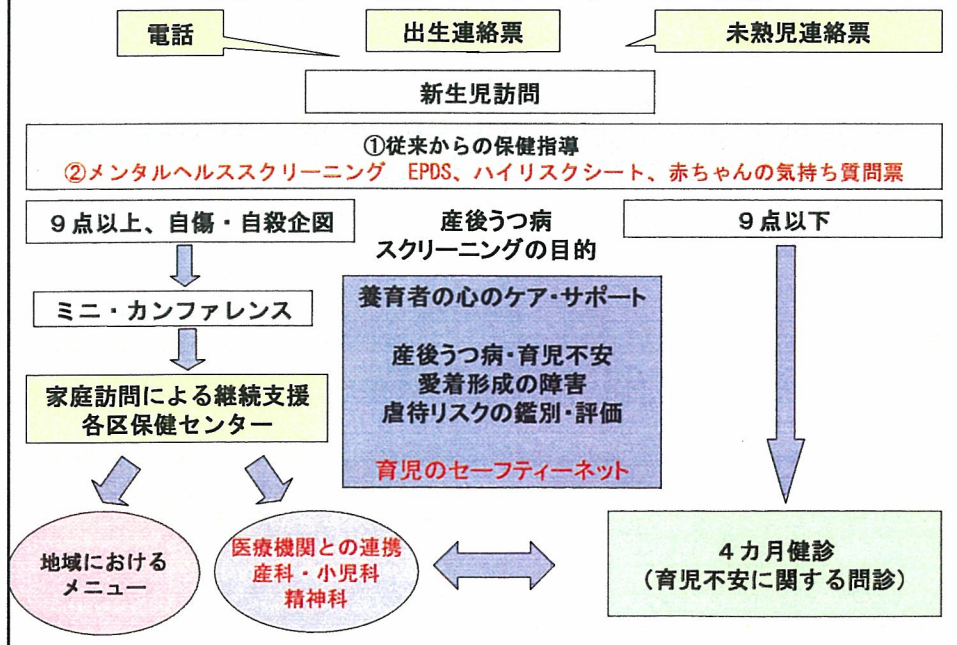 電話
出生連絡票
未熟児連絡票
新生児訪問
①従来からの保健指導
②メンタルヘルススクリーニング EPDS、ハイリスクシート、赤ちゃんの気持ち質問票
9点以上、自傷・自殺企図
産後うつ病
スクリーニングの目的
9点以下
ミニ・カンファレンス
養育者の心のケア・サポート
産後うつ病・育児不安
愛着形成の障害
虐待リスクの鑑別・評価
育児のセーフティーネット
家庭訪問による継続支援
各区保健センター
地域における
メニュー
医療機関との連携
産科・小児科
精神科
4カ月健診
(育児不安に関する問診)